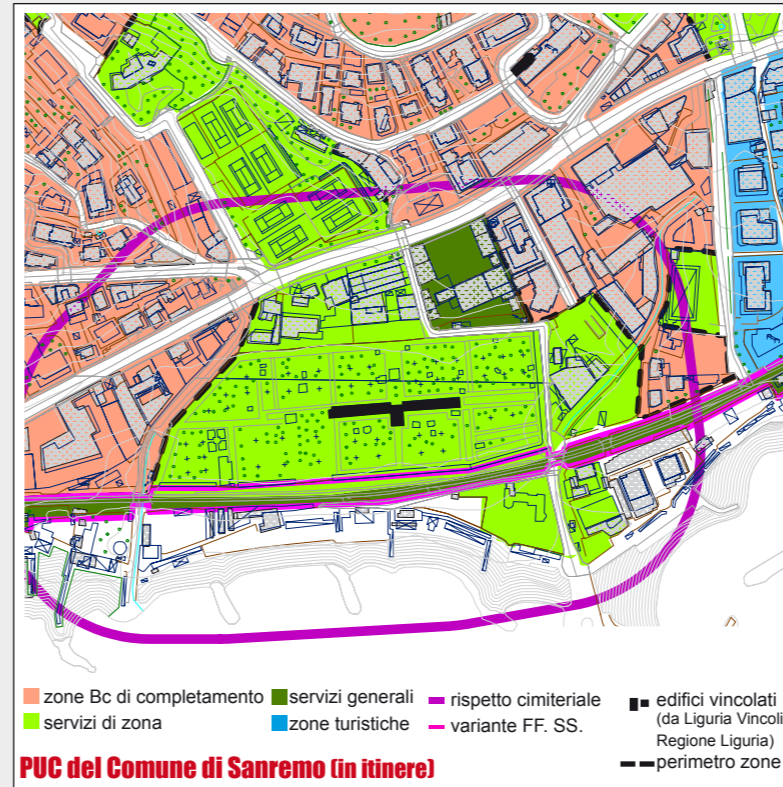 zone Bc di completamento
servizi di zona
servizi generali
zone turistiche
rispetto cimiteriale
variante FF. SS.
edifici vincolati
(da Liguria Vincoli
Regione Liguria)
perimetro zone
PUC del Comune di Sanremo (in itinere)